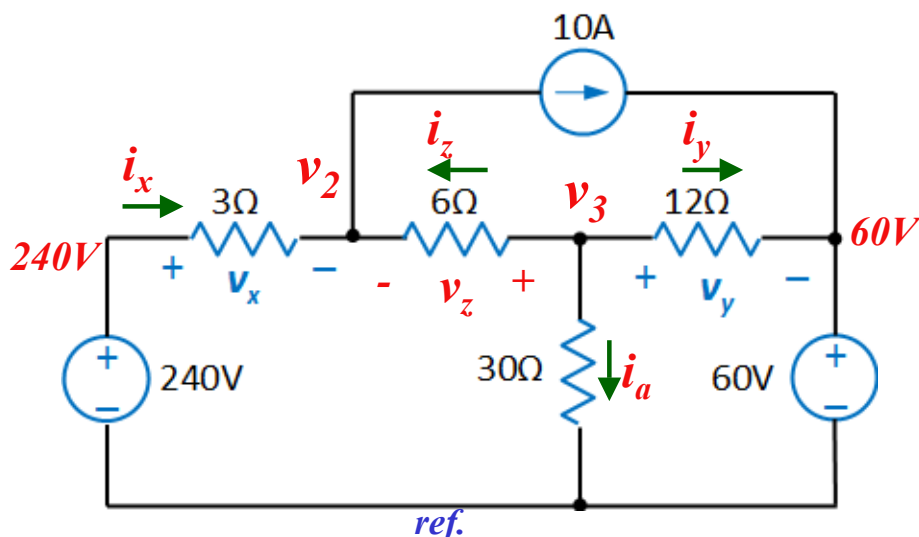 10A
i_x
v_2
i_z
i_y
3Ω
6Ω
v_3
12Ω
240V
60V
+ v_x −
- v_z +
+ v_y −
+
−
240V
30Ω
i_a
60V
+
−
ref.